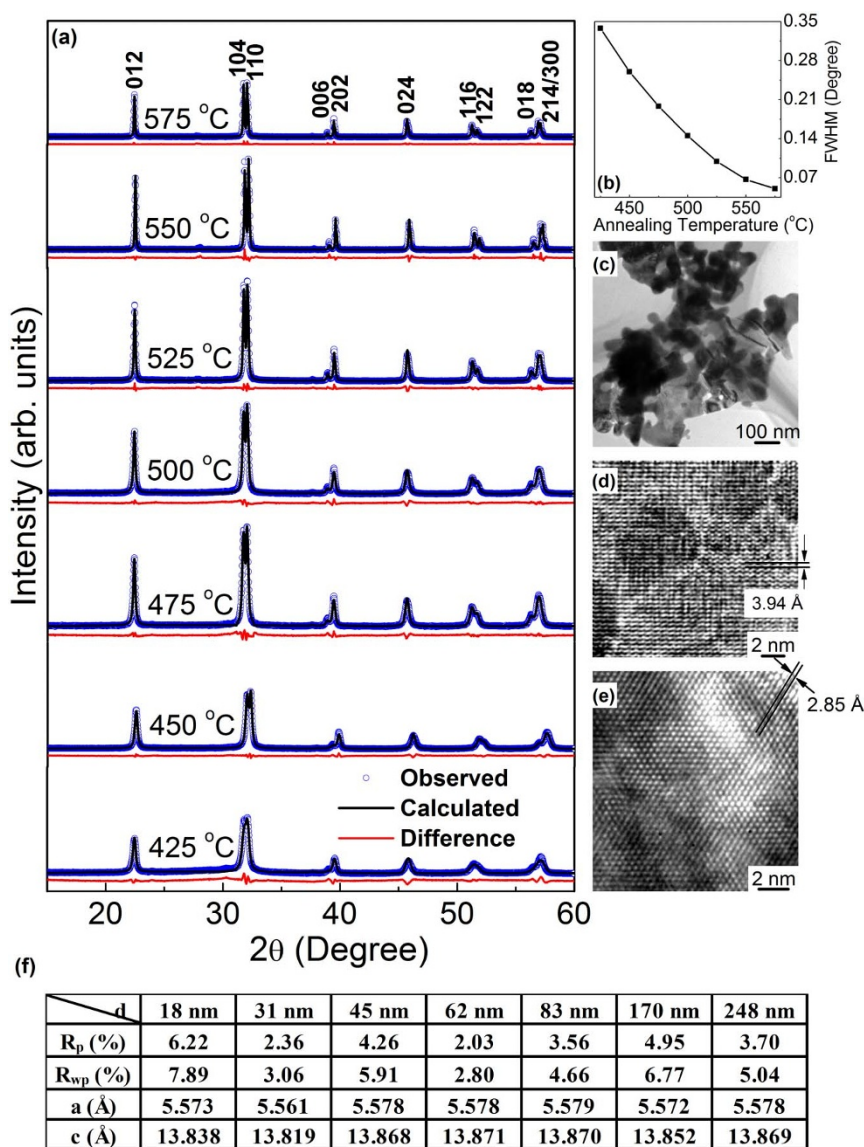 (a)
012
104
110
006
202
024
116
122
018
214/300
575 °C
550 °C
525 °C
500 °C
475 °C
450 °C
425 °C
Observed
Calculated
Difference
Intensity (arb. units)
20 30 40 50 60
2θ (Degree)
0.35
0.28
0.21
0.14
0.07
FWHM (Degree)
(b)
450 500 550
Annealing Temperature (°C)
(c)
100 nm
(d)
3.94 Å
2 nm
(e)
2.85 Å
2 nm
(f)
d 18 nm 31 nm 45 nm 62 nm 83 nm 170 nm 248 nm
Rp (%) 6.22 2.36 4.26 2.03 3.56 4.95 3.70
Rwp (%) 7.89 3.06 5.91 2.80 4.66 6.77 5.04
a (Å) 5.573 5.561 5.578 5.578 5.579 5.572 5.578
c (Å) 13.838 13.819 13.868 13.871 13.870 13.852 13.869